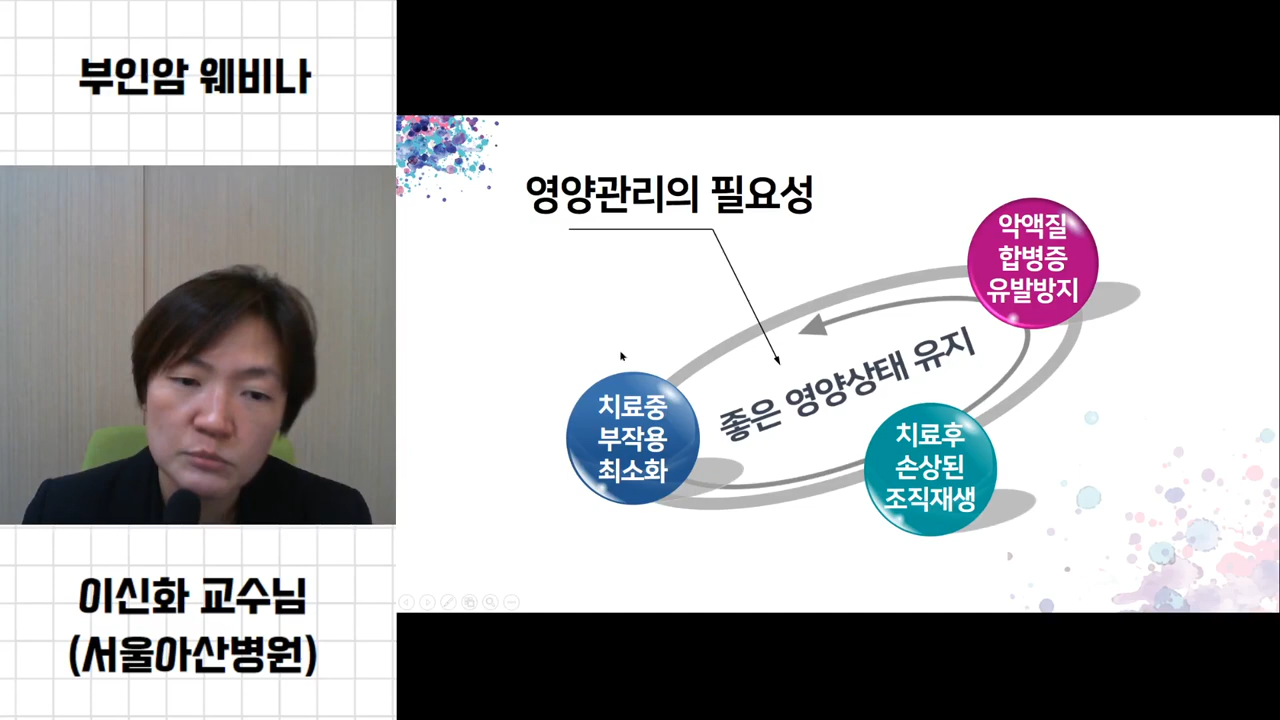 부인암 웨비나
이신화 교수님
(서울아산병원)
영양관리의 필요성
악액질
합병증
유발방지
좋은 영양상태 유지
치료중
부작용
최소화
치료후
손상된
조직재생